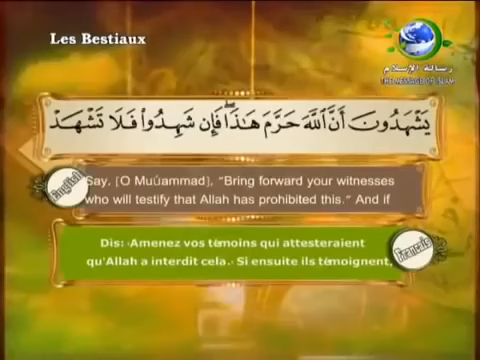 Les Bestiaux
رسالة الإسلام
THE MESSAGE OF ISLAM
يَشْهَدُونَ أَنَّ ٱللَّهَ حَرَّمَ هَٰذَا ۖ فَإِن شَهِدُوا۟ فَلَا تَشْهَدْ
English
Say, [O Muúammad], "Bring forward your witnesses
who will testify that Allah has prohibited this." And if
Français
Dis: ‹Amenez vos témoins qui attesteraient
qu'Allah a interdit cela.› Si ensuite ils témoignent,